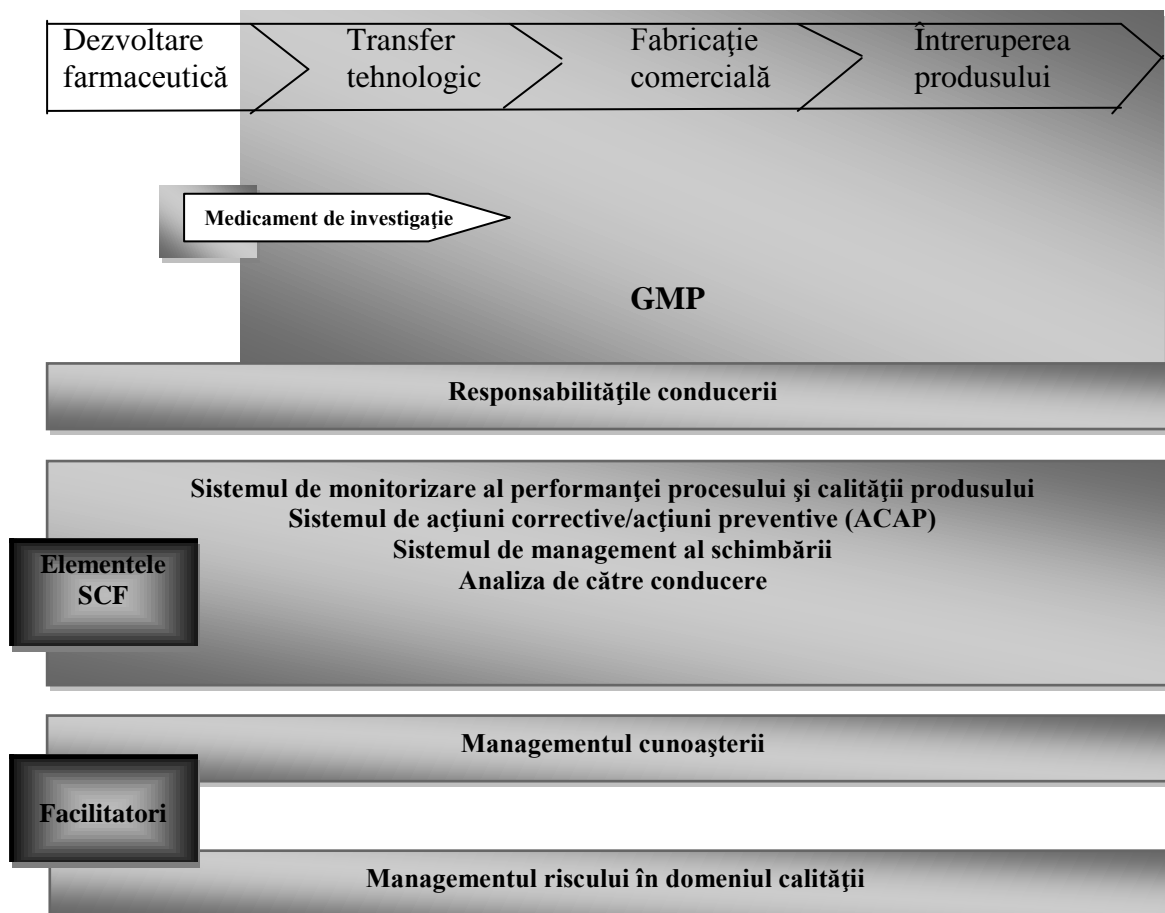 Dezvoltare
farmaceutică
Transfer
tehnologic
Fabricaţie
comercială
Întreruperea
produsului
Medicament de investigaţie
GMP
Responsabilităţile conducerii
Sistemul de monitorizare al performanţei procesului şi calităţii produsului
Sistemul de acţiuni corrective/acţiuni preventive (ACAP)
Sistemul de management al schimbării
Analiza de către conducere
Elementele
SCF
Managementul cunoaşterii
Facilitatori
Managementul riscului în domeniul calităţii